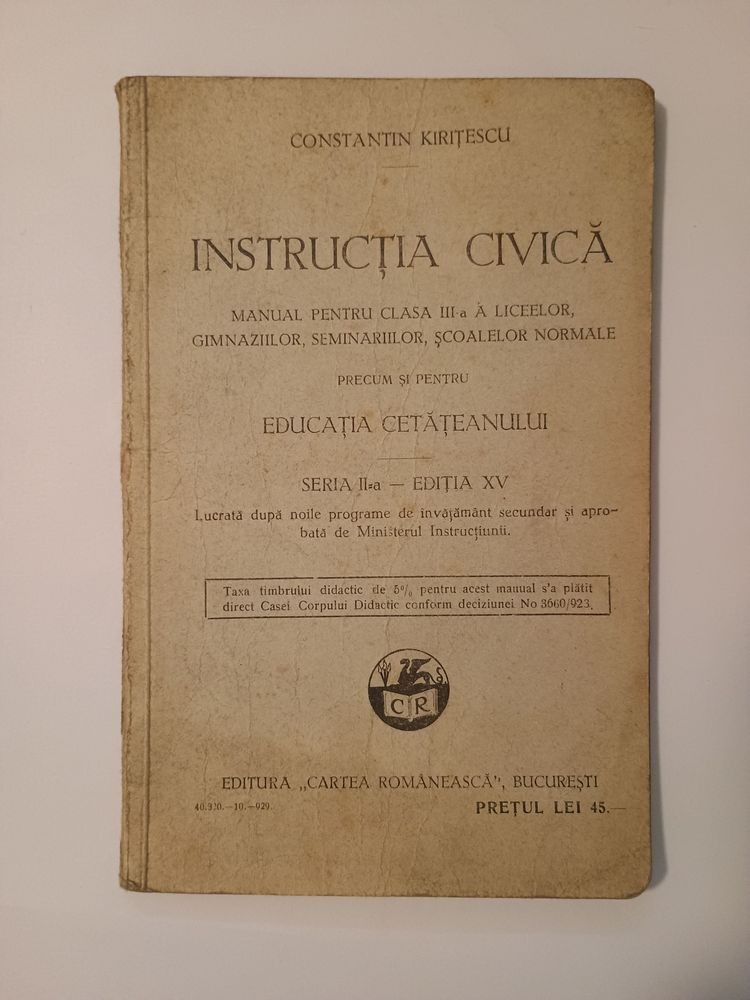 CONSTANTIN KIRIȚESCU
INSTRUCȚIA CIVICĂ
MANUAL PENTRU CLASA III-a A LICEELOR,
GIMNAZIILOR, SEMINARIILOR, ȘCOALELOR NORMALE
PRECUM ȘI PENTRU
EDUCAȚIA CETĂȚEANULUI
SERIA II-a — EDIȚIA XV
Lucrată după noile programe de învățământ secundar și apro-
bată de Ministerul Instrucțiunii.
Taxa timbrului didactic de 5% pentru acest manual s'a plătit
direct Casei Corpului Didactic conform deciziunei No 3660/923.
C R
EDITURA „CARTEA ROMÂNEASCĂ”, BUCUREȘTI
—10.—929.
PREȚUL LEI 45.—